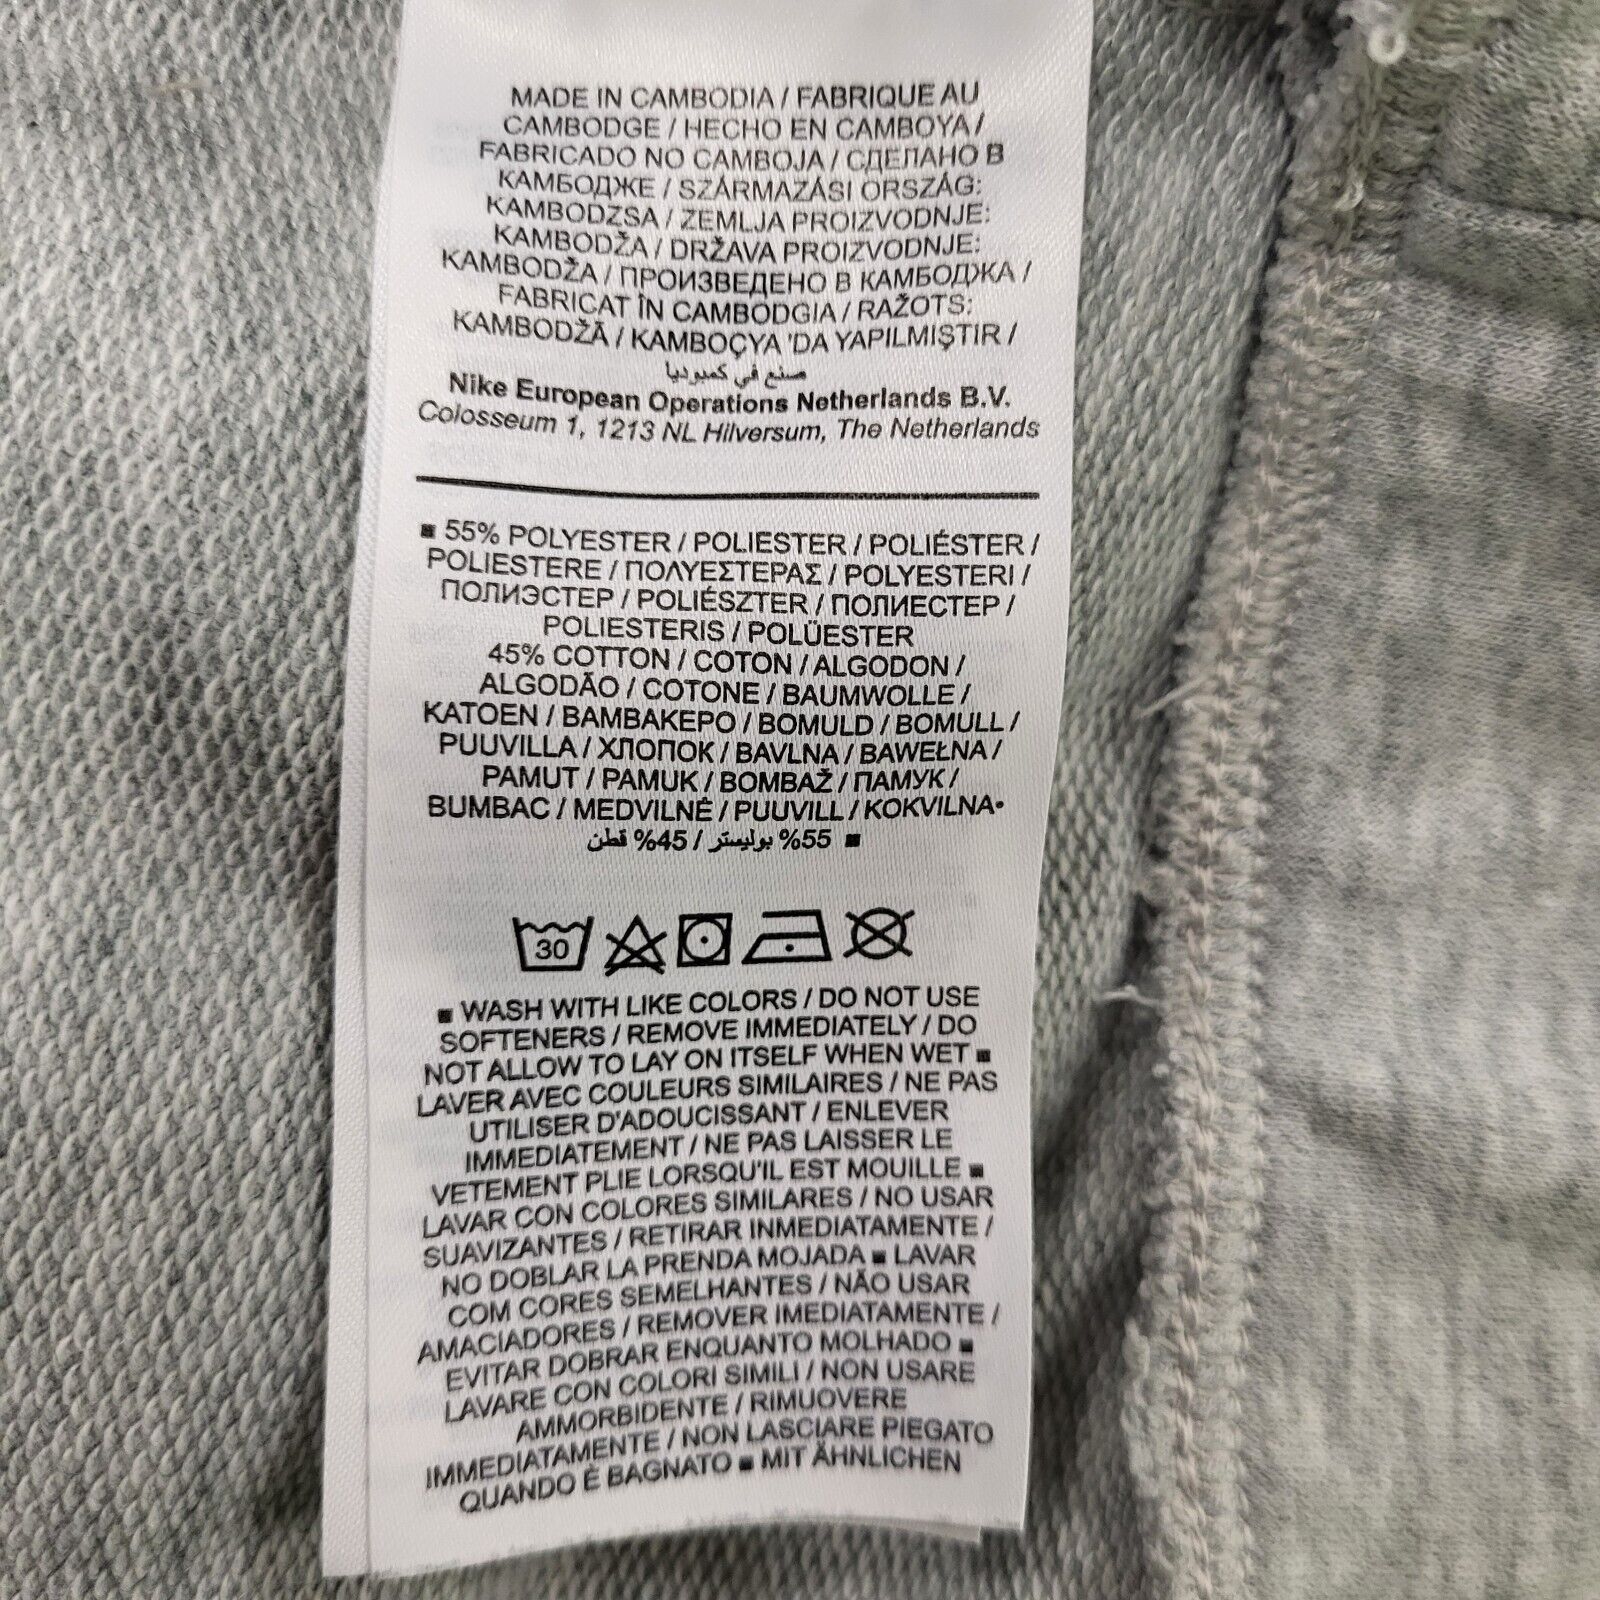 MADE IN CAMBODIA / FABRIQUE AU
CAMBODGE / HECHO EN CAMBOYA /
FABRICADO NO CAMBOJA / СДЕЛАНО В
КАМБОДЖЕ / SZÁRMAZÁSI ORSZÁG:
KAMBODZSA / ZEMLJA PROIZVODNJE:
KAMBODŽA / DRŽAVA PROIZVODNJE:
KAMBODŽA / ПРОИЗВЕДЕНО В КАМБОДЖА /
FABRICAT ÎN CAMBODGIA / RAŽOTS:
KAMBODŽĀ / KAMBOÇYA 'DA YAPILMIŞTIR /
صنع في كمبوديا
Nike European Operations Netherlands B.V.
Colosseum 1, 1213 NL Hilversum, The Netherlands
■ 55% POLYESTER / POLIESTER / POLIÉSTER /
POLIESTERE / ΠΟΛΥΕΣΤΕΡΑΣ / POLYESTERI /
ПОЛИЭСТЕР / POLIÉSZTER / ПОЛИЕСТЕР /
POLIESTERIS / POLÜESTER
45% COTTON / COTON / ALGODON /
ALGODÃO / COTONE / BAUMWOLLE /
KATOEN / ΒΑΜΒΑΚΕΡΟ / BOMULD / BOMULL /
PUUVILLA / ХЛОПОК / BAVLNA / BAWEŁNA /
PAMUT / PAMUK / BOMBAŽ / ПАМУК /
BUMBAC / MEDVILNĖ / PUUVILL / KOKVILNA•
■ 55% بوليستر / 45% قطن
30
■ WASH WITH LIKE COLORS / DO NOT USE
SOFTENERS / REMOVE IMMEDIATELY / DO
NOT ALLOW TO LAY ON ITSELF WHEN WET ■
LAVER AVEC COULEURS SIMILAIRES / NE PAS
UTILISER D'ADOUCISSANT / ENLEVER
IMMEDIATEMENT / NE PAS LAISSER LE
VETEMENT PLIE LORSQU'IL EST MOUILLE ■
LAVAR CON COLORES SIMILARES / NO USAR
SUAVIZANTES / RETIRAR INMEDIATAMENTE /
NO DOBLAR LA PRENDA MOJADA ■ LAVAR
COM CORES SEMELHANTES / NÃO USAR
AMACIADORES / REMOVER IMEDIATAMENTE /
EVITAR DOBRAR ENQUANTO MOLHADO ■
LAVARE CON COLORI SIMILI / NON USARE
AMMORBIDENTE / RIMUOVERE
IMMEDIATAMENTE / NON LASCIARE PIEGATO
QUANDO È BAGNATO ■ MIT ÄHNLICHEN